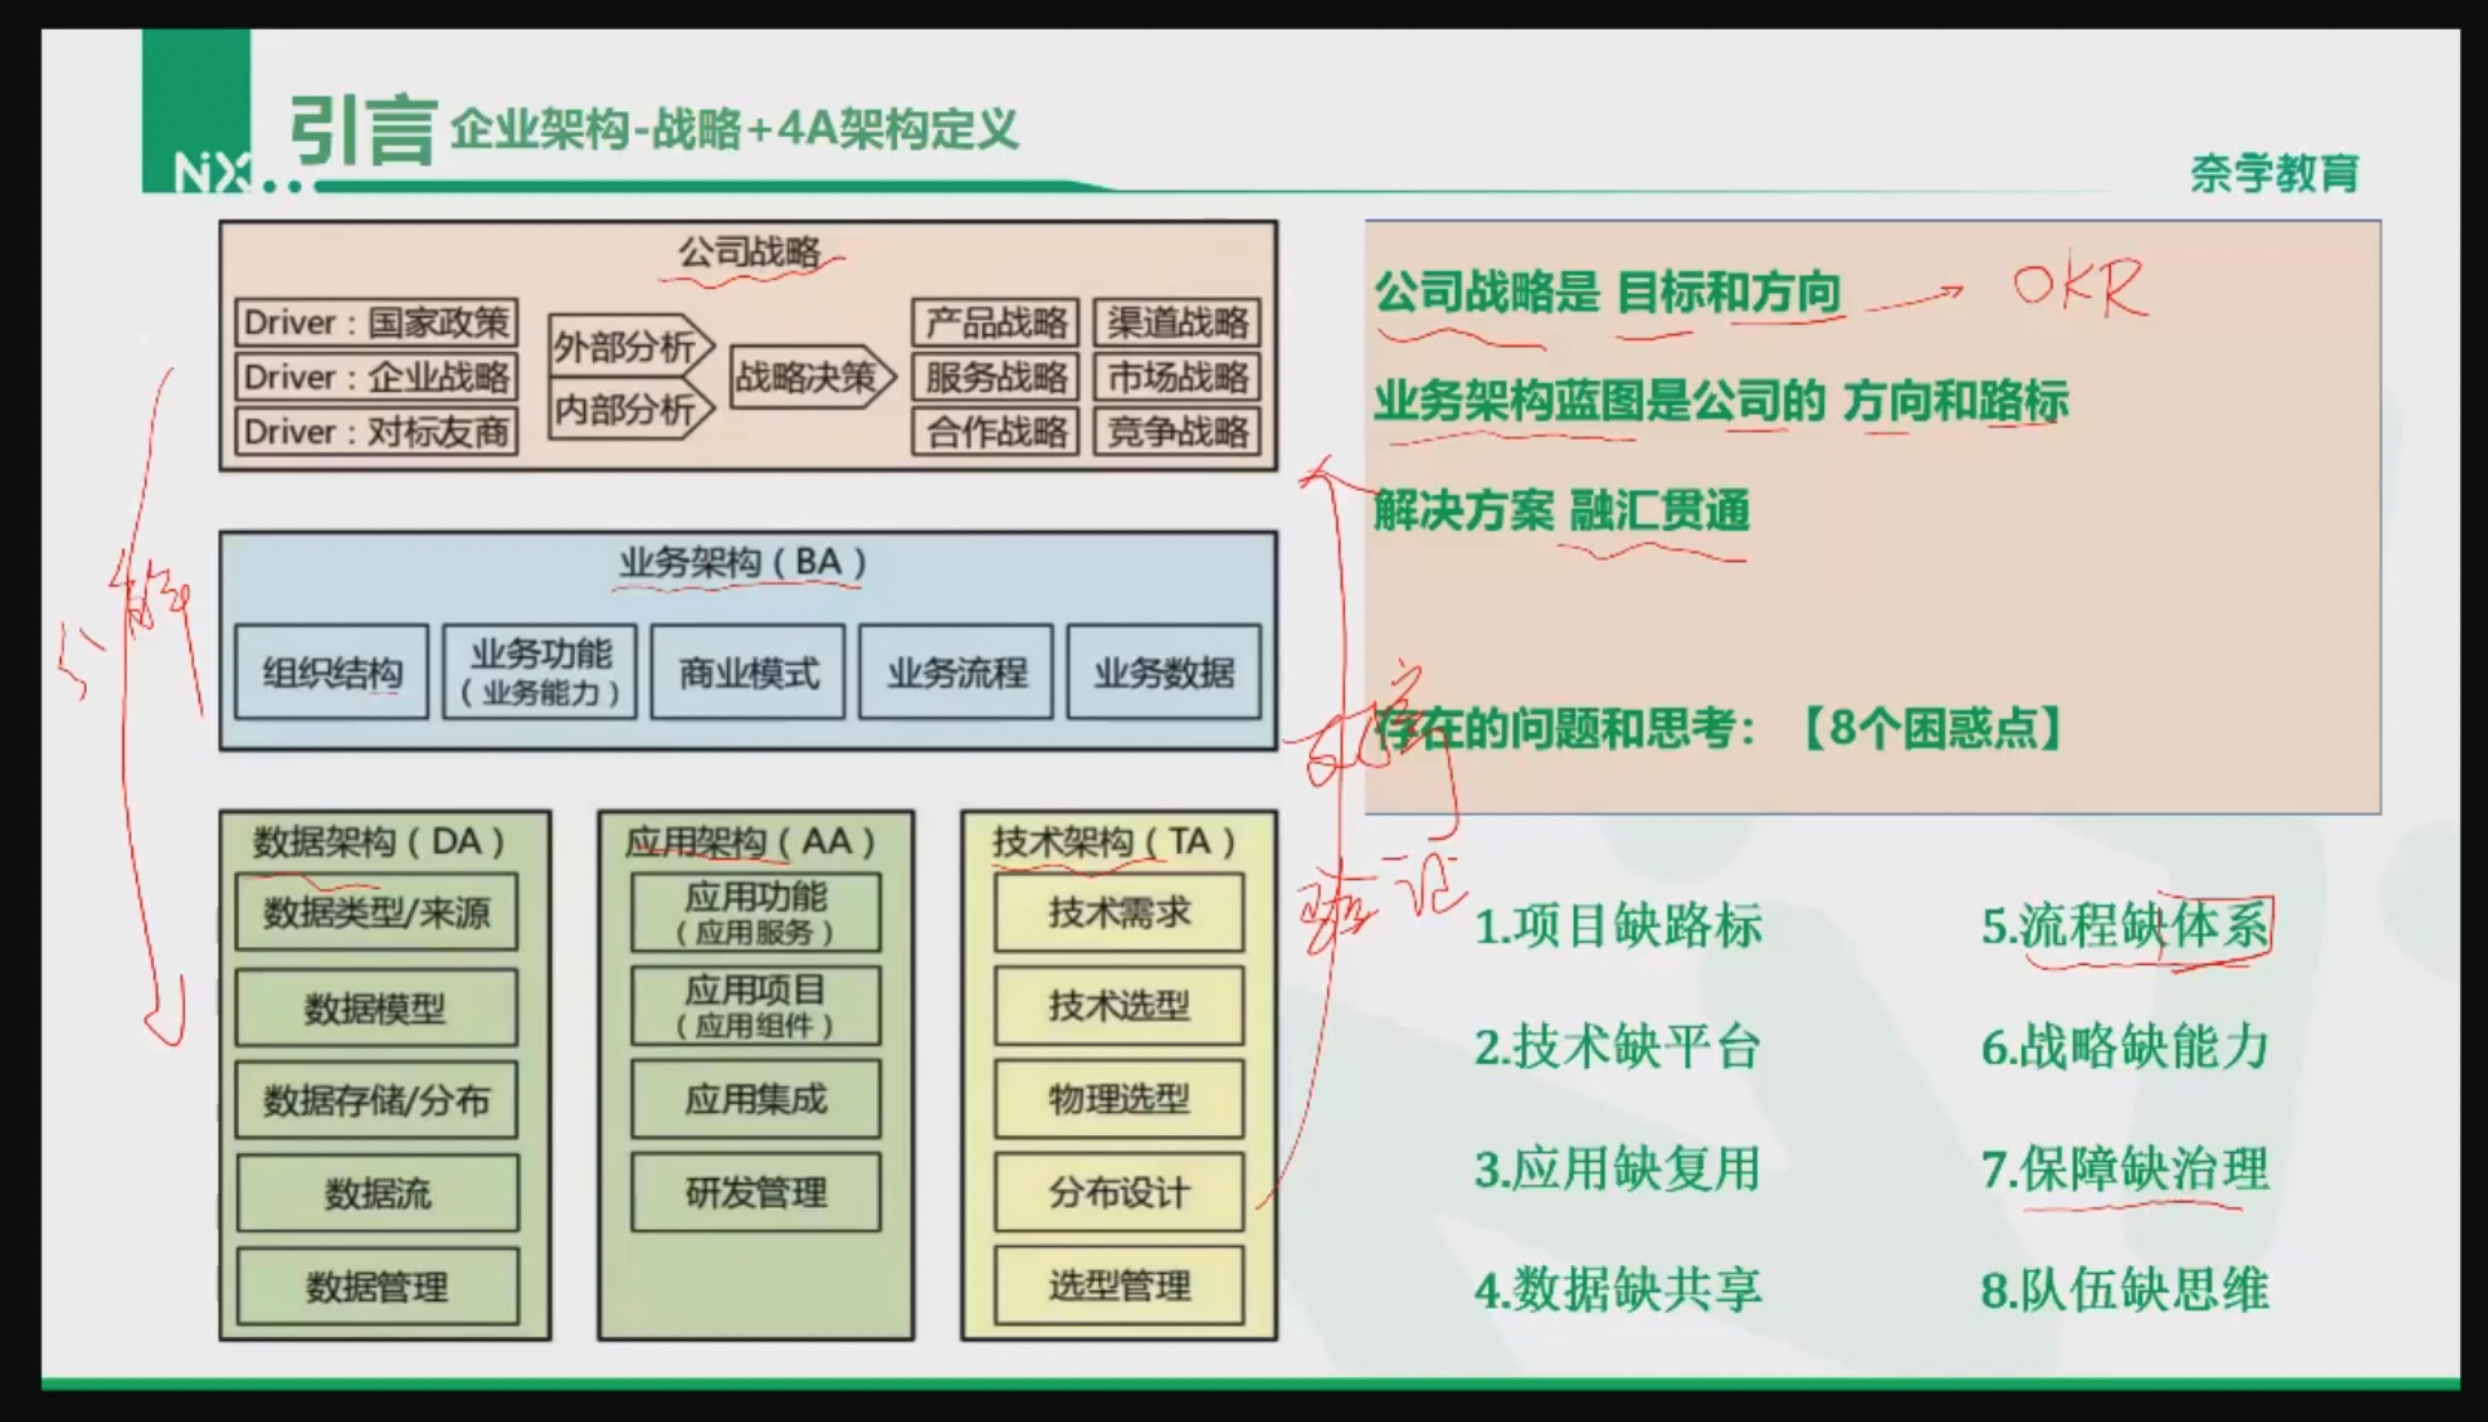 NiX
引言 企业架构-战略+4A架构定义
奈学教育
公司战略
Driver：国家政策
Driver：企业战略
Driver：对标友商
外部分析
内部分析
战略决策
产品战略 渠道战略
服务战略 市场战略
合作战略 竞争战略
业务架构（BA）
组织结构
业务功能
（业务能力）
商业模式
业务流程
业务数据
数据架构（DA）
数据类型/来源
数据模型
数据存储/分布
数据流
数据管理
应用架构（AA）
应用功能
（应用服务）
应用项目
（应用组件）
应用集成
研发管理
技术架构（TA）
技术需求
技术选型
物理选型
分布设计
选型管理
公司战略是 目标和方向
OKR
业务架构蓝图是公司的 方向和路标
解决方案 融汇贯通
存在的问题和思考：【8个困惑点】
1.项目缺路标
2.技术缺平台
3.应用缺复用
4.数据缺共享
5.流程缺体系
6.战略缺能力
7.保障缺治理
8.队伍缺思维